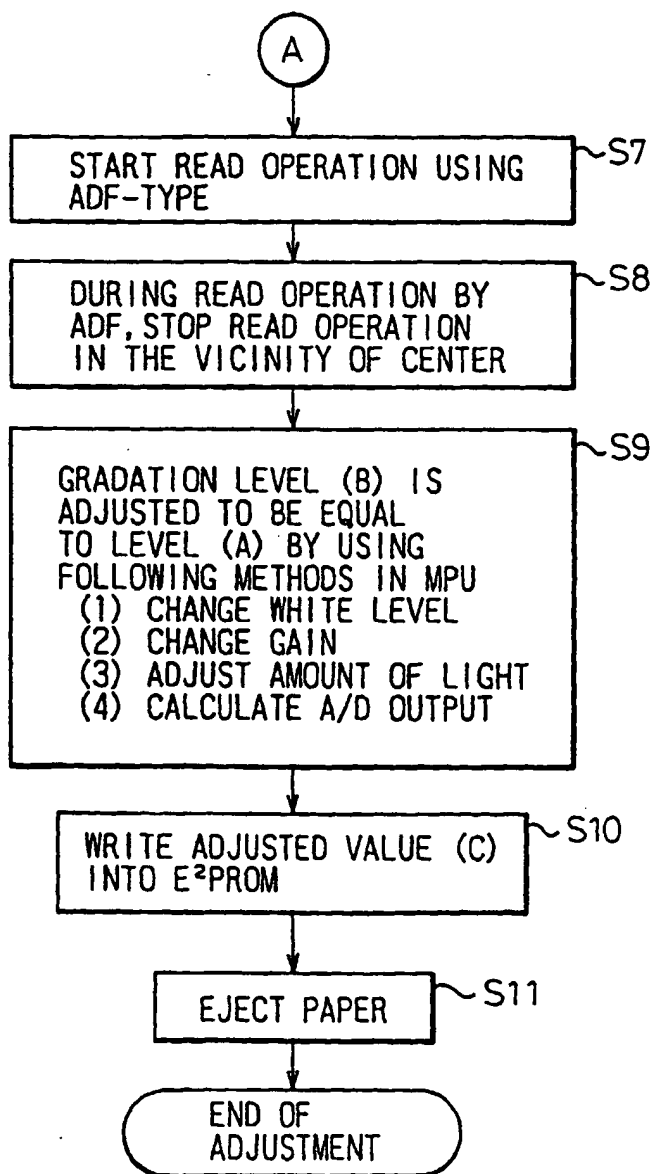 A
START READ OPERATION USING
ADF-TYPE
S7
DURING READ OPERATION BY
ADF, STOP READ OPERATION
IN THE VICINITY OF CENTER
S8
GRADATION LEVEL (B) IS
ADJUSTED TO BE EQUAL
TO LEVEL (A) BY USING
FOLLOWING METHODS IN MPU
(1) CHANGE WHITE LEVEL
(2) CHANGE GAIN
(3) ADJUST AMOUNT OF LIGHT
(4) CALCULATE A/D OUTPUT
S9
WRITE ADJUSTED VALUE (C)
INTO E²PROM
S10
EJECT PAPER
S11
END OF
ADJUSTMENT